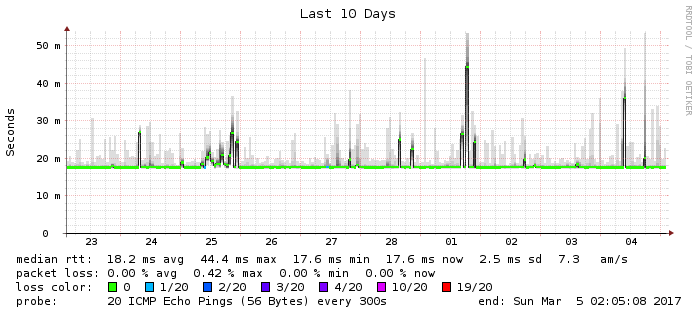 Last 10 Days
RRDTOOL / TOBI OETIKER
Seconds
50 m
40 m
30 m
20 m
10 m
0
23 24 25 26 27 28 01 02 03 04
median rtt: 18.2 ms avg 44.4 ms max 17.6 ms min 17.6 ms now 2.5 ms sd 7.3 am/s
packet loss: 0.00 % avg 0.42 % max 0.00 % min 0.00 % now
loss color: 0 1/20 2/20 3/20 4/20 10/20 19/20
probe: 20 ICMP Echo Pings (56 Bytes) every 300s end: Sun Mar 5 02:05:08 2017